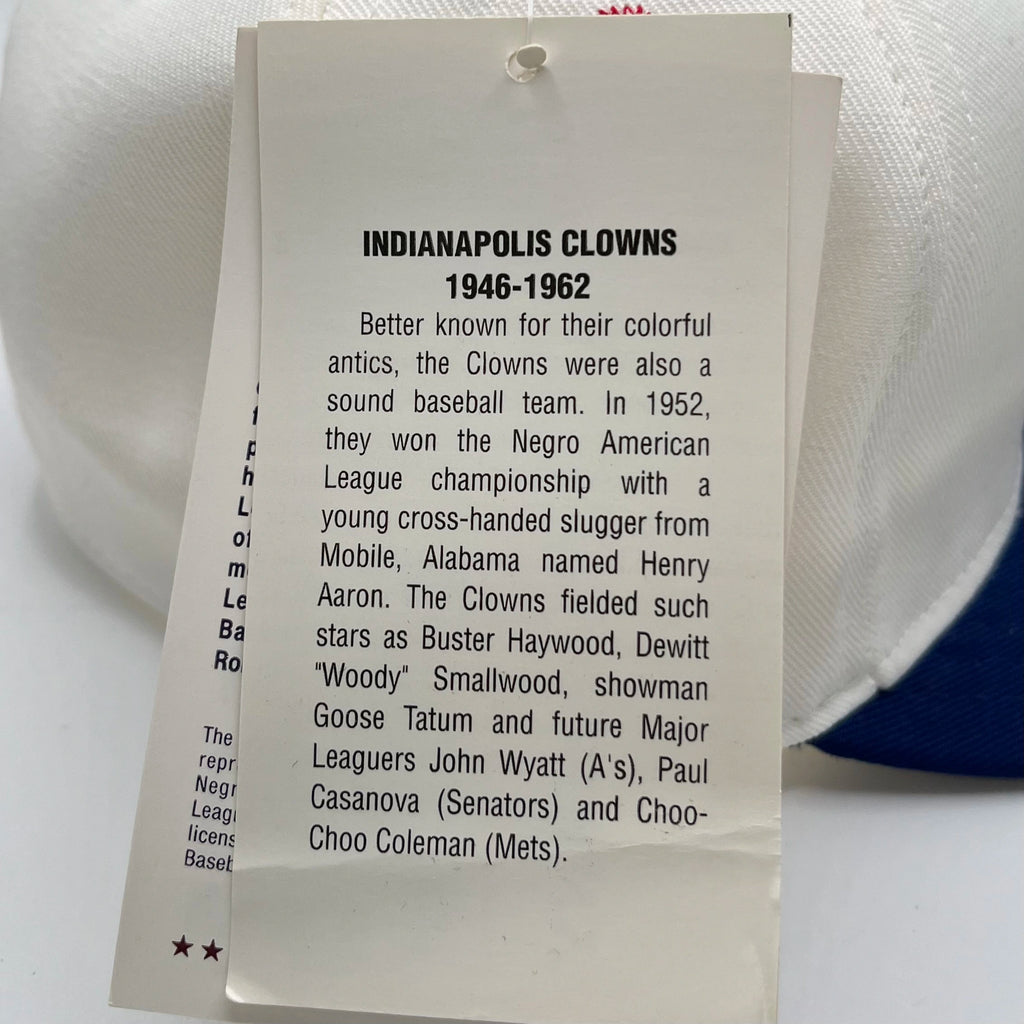 INDIANAPOLIS CLOWNS
1946-1962
Better known for their colorful
antics, the Clowns were also a
sound baseball team. In 1952,
they won the Negro American
League championship with a
young cross-handed slugger from
Mobile, Alabama named Henry
Aaron. The Clowns fielded such
stars as Buster Haywood, Dewitt
"Woody" Smallwood, showman
Goose Tatum and future Major
Leaguers John Wyatt (A's), Paul
Casanova (Senators) and Choo-
Choo Coleman (Mets).
The